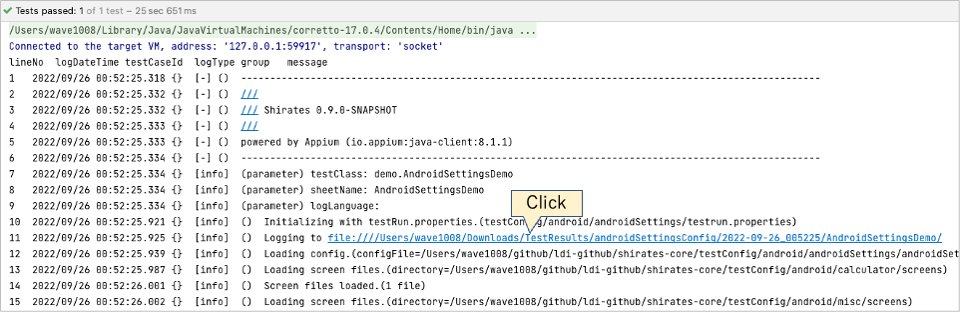 Tests passed: 1 of 1 test – 25 sec 651 ms
/Users/wave1008/Library/Java/JavaVirtualMachines/corretto-17.0.4/Contents/Home/bin/java ...
Connected to the target VM, address: '127.0.0.1:59917', transport: 'socket'
lineNo logDateTime testCaseId logType group message
1 2022/09/26 00:52:25.318 {} [-] () ----------------------------------------------------------------------------------------------------
2 2022/09/26 00:52:25.332 {} [-] () ///
3 2022/09/26 00:52:25.332 {} [-] () /// Shirates 0.9.0-SNAPSHOT
4 2022/09/26 00:52:25.333 {} [-] () ///
5 2022/09/26 00:52:25.333 {} [-] () powered by Appium (io.appium:java-client:8.1.1)
6 2022/09/26 00:52:25.334 {} [-] () ----------------------------------------------------------------------------------------------------
7 2022/09/26 00:52:25.334 {} [info] (parameter) testClass: demo.AndroidSettingsDemo
8 2022/09/26 00:52:25.334 {} [info] (parameter) sheetName: AndroidSettingsDemo
9 2022/09/26 00:52:25.334 {} [info] (parameter) logLanguage:
Click
10 2022/09/26 00:52:25.921 {} [info] () Initializing with testRun.properties.(testConfig/android/androidSettings/testrun.properties)
11 2022/09/26 00:52:25.925 {} [info] () Logging to file:////Users/wave1008/Downloads/TestResults/androidSettingsConfig/2022-09-26_005225/AndroidSettingsDemo/
12 2022/09/26 00:52:25.939 {} [info] () Loading config.(configFile=/Users/wave1008/github/ldi-github/shirates-core/testConfig/android/androidSettings/androidSet
13 2022/09/26 00:52:25.987 {} [info] () Loading screen files.(directory=/Users/wave1008/github/ldi-github/shirates-core/testConfig/android/calculator/screens)
14 2022/09/26 00:52:26.001 {} [info] () Screen files loaded.(1 file)
15 2022/09/26 00:52:26.002 {} [info] () Loading screen files.(directory=/Users/wave1008/github/ldi-github/shirates-core/testConfig/android/misc/screens)